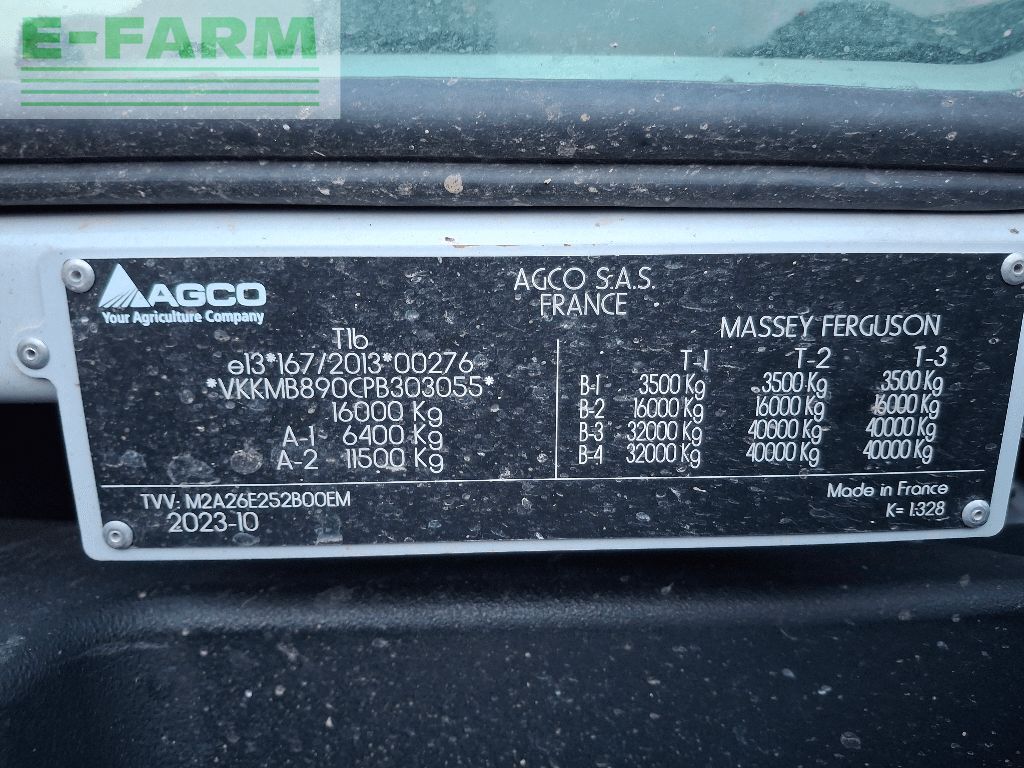 E-FARM
AGCO
Your Agriculture Company
AGCO S.A.S.
FRANCE
MASSEY FERGUSON
T1b
e13*167/2013*00276
*VKKMB890CPB303055*
16000 Kg
A-1 6400 Kg
A-2 11500 Kg
T-1 T-2 T-3
B-1 3500 Kg 3500 Kg 3500 Kg
B-2 16000 Kg 16000 Kg 16000 Kg
B-3 32000 Kg 40000 Kg 40000 Kg
B-4 32000 Kg 40000 Kg 40000 Kg
TVV: M2A26E252B00EM
2023-10
Made in France
K= 1.328